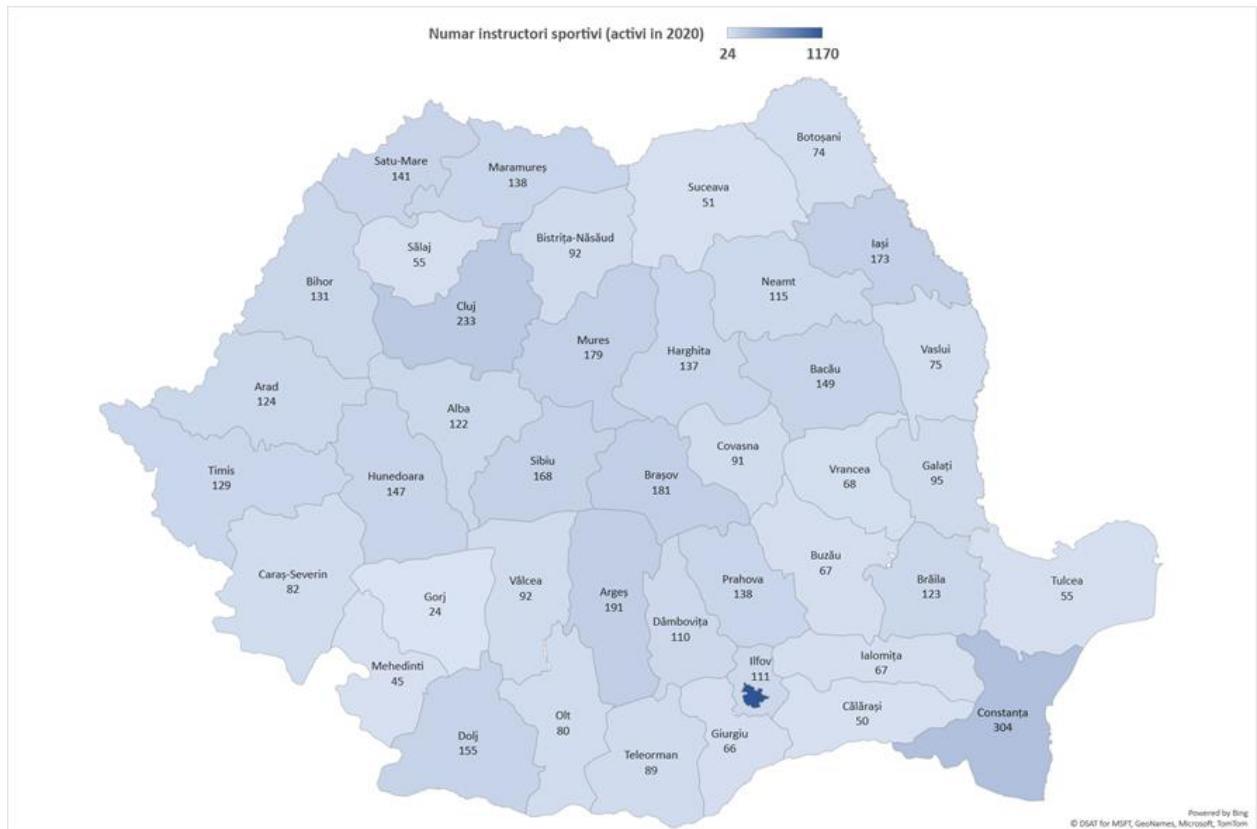 Numar instructori sportivi (activi in 2020)
24 1170
Botoșani
74
Satu-Mare
141
Maramureș
138
Suceava
51
Iași
173
Bistrița-Năsăud
92
Sălaj
55
Neamt
115
Bihor
131
Cluj
233
Mures
179
Harghita
137
Vaslui
75
Bacău
149
Arad
124
Alba
122
Covasna
91
Sibiu
168
Timis
129
Hunedoara
147
Brașov
181
Vrancea
68
Galați
95
Buzău
67
Caraș-Severin
82
Gorj
24
Vâlcea
92
Argeș
191
Prahova
138
Brăila
123
Tulcea
55
Dâmbovița
110
Ialomița
67
Ilfov
111
Mehedinti
45
Călărași
50
Constanța
304
Olt
80
Dolj
155
Giurgiu
66
Teleorman
89
Powered by Bing
© DSAT for MSFT, GeoNames, Microsoft, TomTom